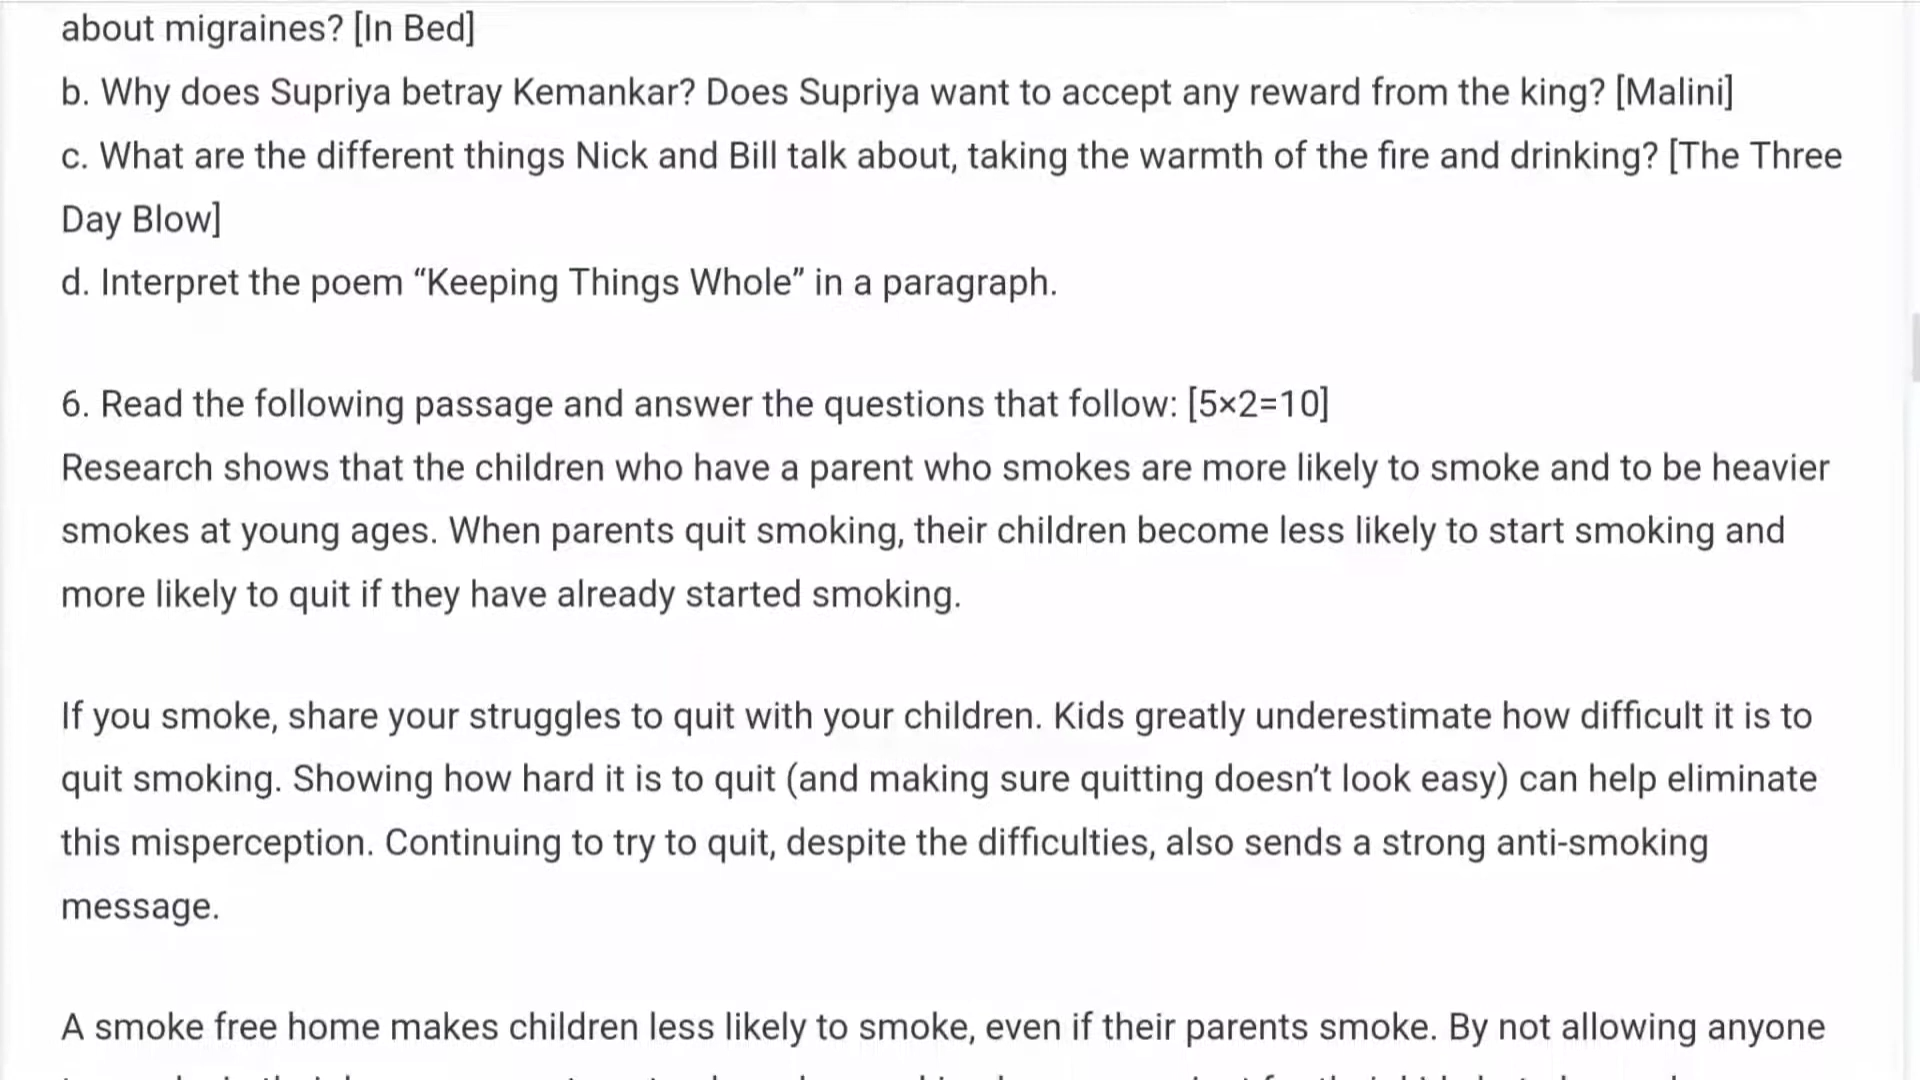 about migraines? [In Bed]
b. Why does Supriya betray Kemankar? Does Supriya want to accept any reward from the king? [Malini]
c. What are the different things Nick and Bill talk about, taking the warmth of the fire and drinking? [The Three
Day Blow]
d. Interpret the poem “Keeping Things Whole” in a paragraph.
6. Read the following passage and answer the questions that follow: [5×2=10]
Research shows that the children who have a parent who smokes are more likely to smoke and to be heavier
smokes at young ages. When parents quit smoking, their children become less likely to start smoking and
more likely to quit if they have already started smoking.
If you smoke, share your struggles to quit with your children. Kids greatly underestimate how difficult it is to
quit smoking. Showing how hard it is to quit (and making sure quitting doesn’t look easy) can help eliminate
this misperception. Continuing to try to quit, despite the difficulties, also sends a strong anti-smoking
message.
A smoke free home makes children less likely to smoke, even if their parents smoke. By not allowing anyone